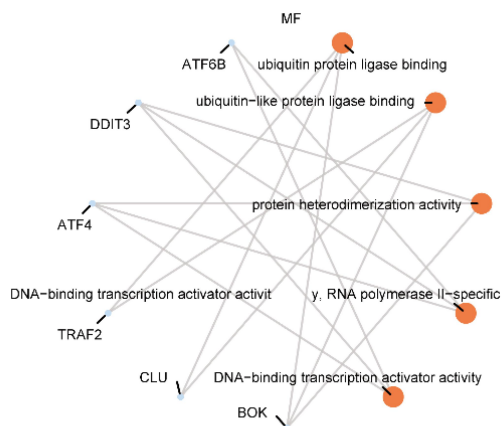 MF
ATF6B
ubiquitin protein ligase binding
ubiquitin-like protein ligase binding
DDIT3
protein heterodimerization activity
ATF4
DNA-binding transcription activator activit y, RNA polymerase II-specific
TRAF2
CLU
DNA-binding transcription activator activity
BOK